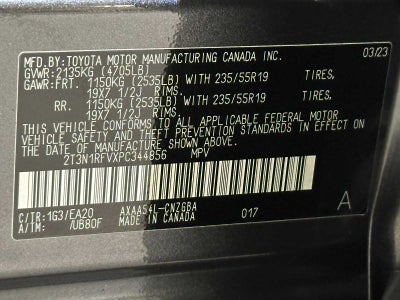 MFD.BY:TOYOTA MOTOR MANUFACTURING CANADA INC. 03/23
GVWR:2135KG (4705LB)
GAWR:FRT. 1150KG (2535LB) WITH 235/55R19 TIRES,
19X7 1/2J RIMS.
RR. 1150KG (2535LB) WITH 235/55R19 TIRES,
19X7 1/2J RIMS.
THIS VEHICLE CONFORMS TO ALL APPLICABLE FEDERAL MOTOR
VEHICLE SAFETY AND THEFT PREVENTION STANDARDS IN EFFECT
ON THE DATE OF MANUFACTURE SHOWN ABOVE.
2T3N1RFVXPC344856 MPV
C/TR:1G3/EA20 AXAA54L-CNZGBA 017 A
A/TM: /UB80F MADE IN CANADA